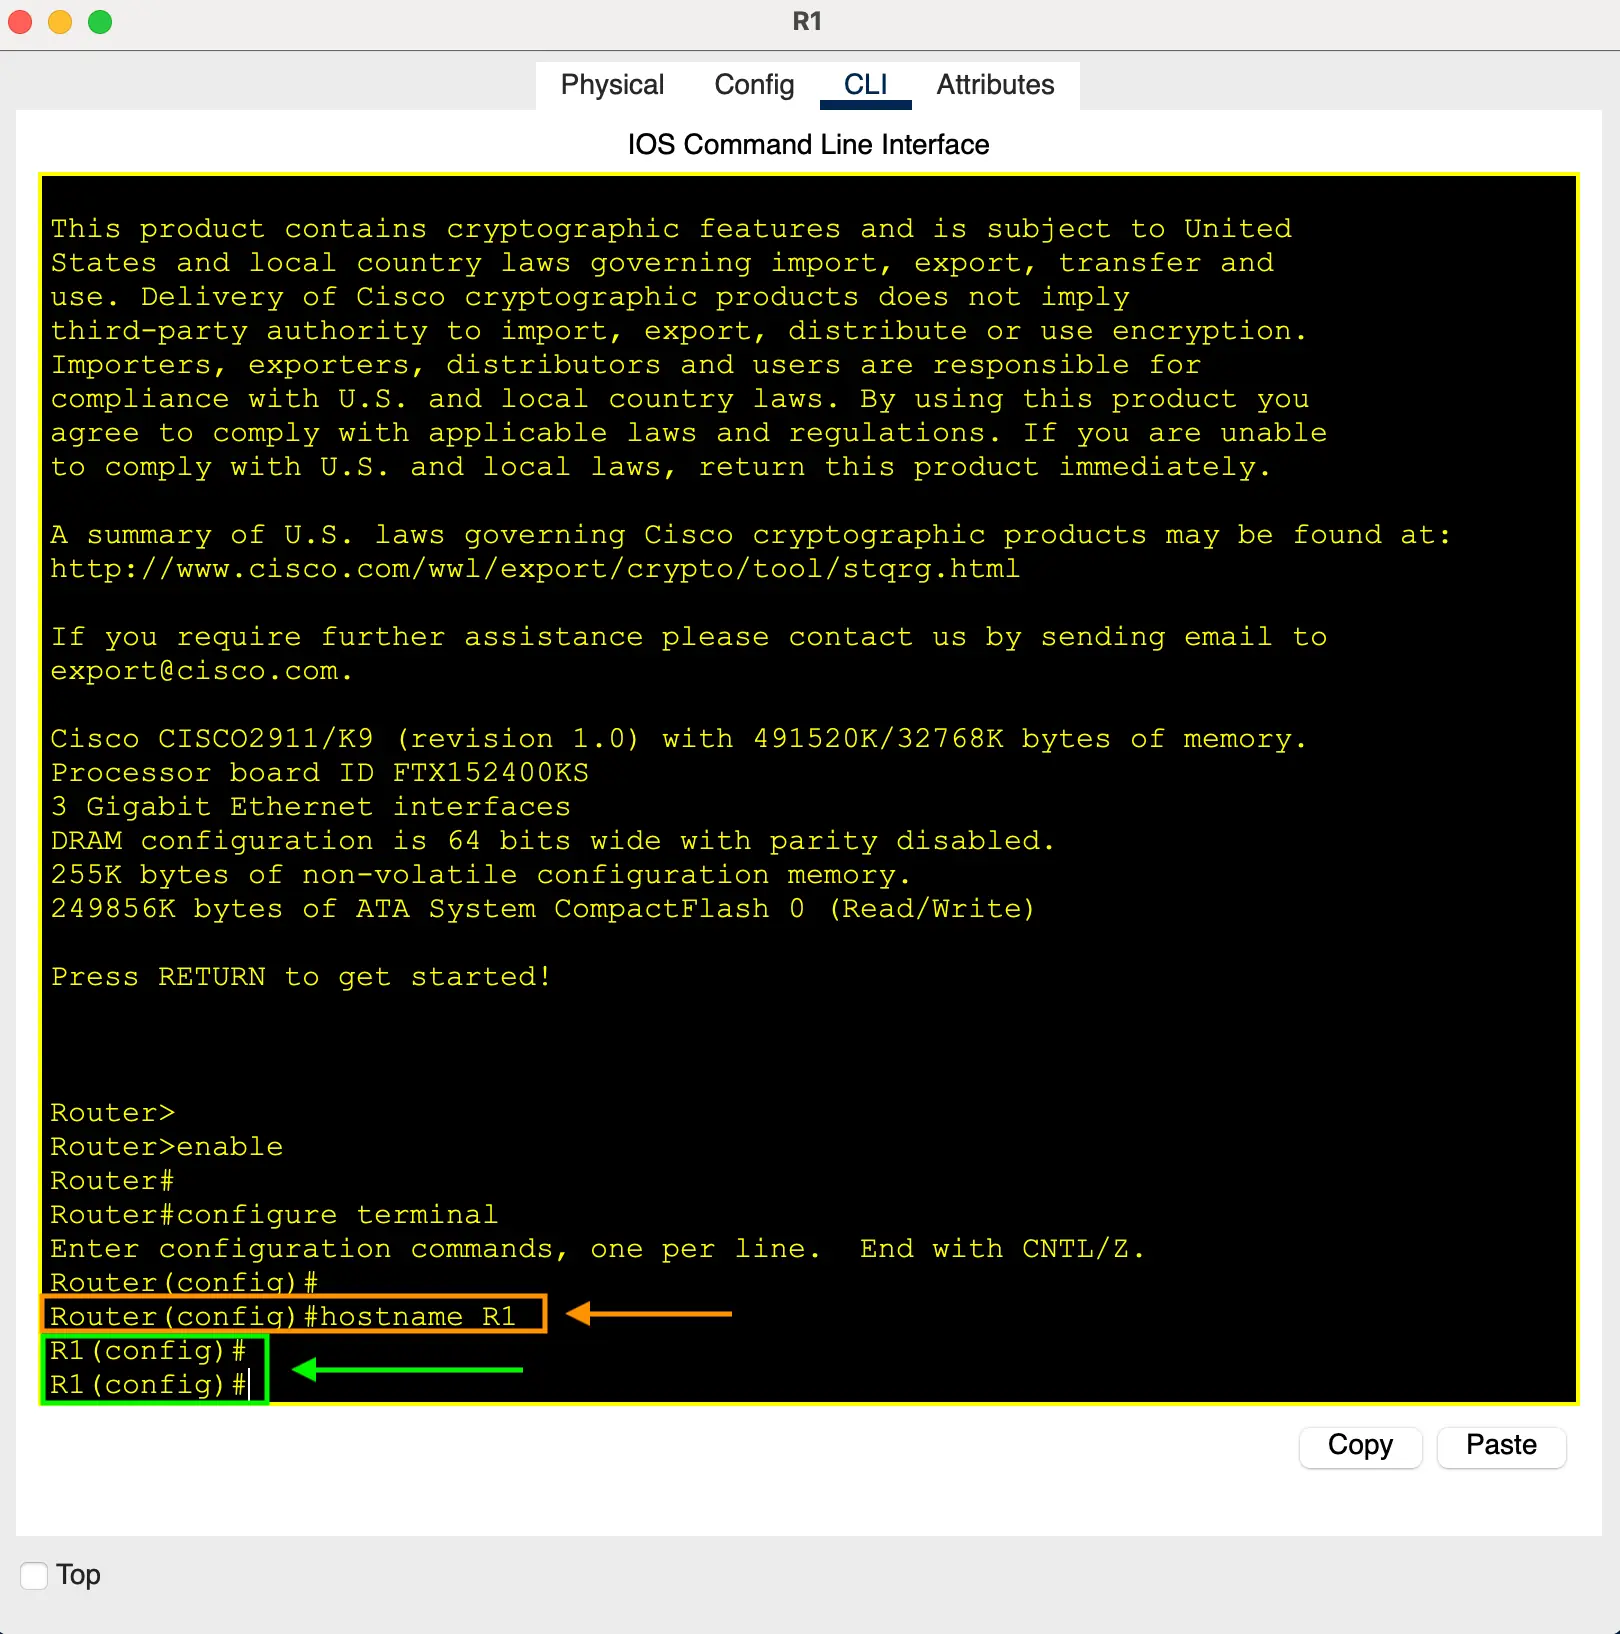 R1
Physical Config CLI Attributes
IOS Command Line Interface
This product contains cryptographic features and is subject to United
States and local country laws governing import, export, transfer and
use. Delivery of Cisco cryptographic products does not imply
third-party authority to import, export, distribute or use encryption.
Importers, exporters, distributors and users are responsible for
compliance with U.S. and local country laws. By using this product you
agree to comply with applicable laws and regulations. If you are unable
to comply with U.S. and local laws, return this product immediately.
A summary of U.S. laws governing Cisco cryptographic products may be found at:
http://www.cisco.com/wwl/export/crypto/tool/stqrg.html
If you require further assistance please contact us by sending email to
export@cisco.com.
Cisco CISCO2911/K9 (revision 1.0) with 491520K/32768K bytes of memory.
Processor board ID FTX152400KS
3 Gigabit Ethernet interfaces
DRAM configuration is 64 bits wide with parity disabled.
255K bytes of non-volatile configuration memory.
249856K bytes of ATA System CompactFlash 0 (Read/Write)
Press RETURN to get started!
Router>
Router>enable
Router#
Router#configure terminal
Enter configuration commands, one per line.  End with CNTL/Z.
Router(config)#
Router(config)#hostname R1
R1(config)#
R1(config)#
Copy Paste
Top